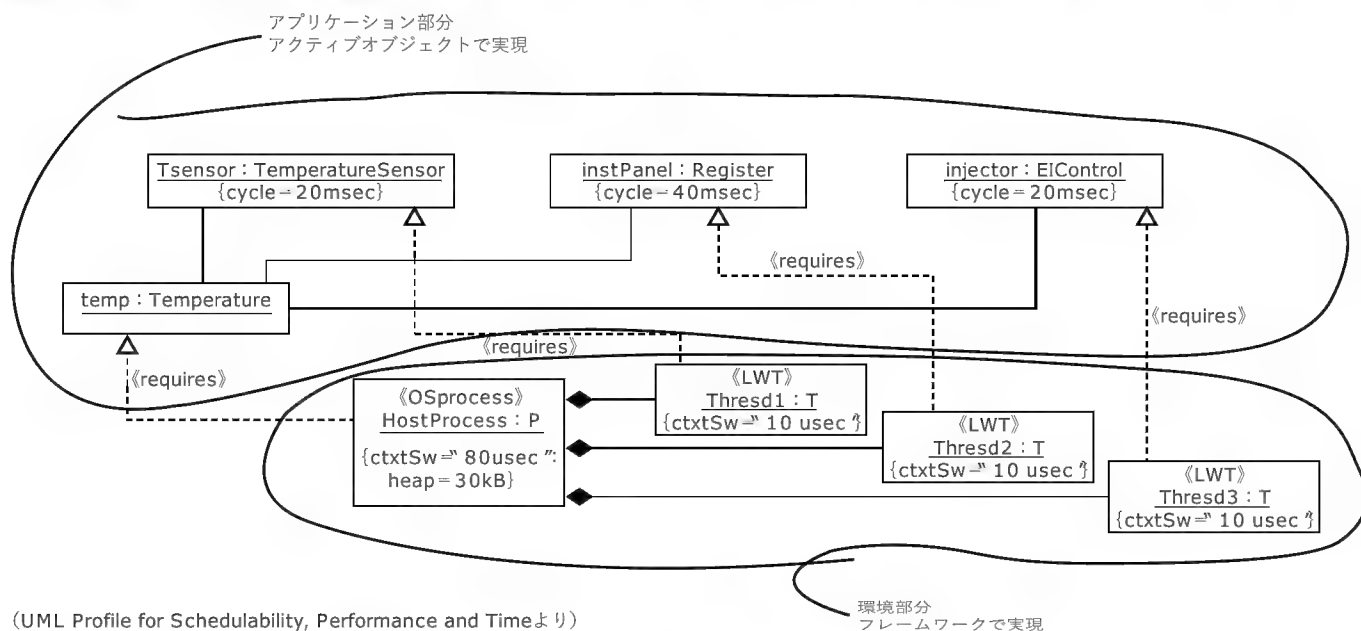 アプリケーション部分
アクティブオブジェクトで実現
Tsensor：TemperatureSensor
{cycle＝20msec}
instPanel：Register
{cycle＝40msec}
injector：EIControl
{cycle＝20msec}
《requires》
temp：Temperature
《requires》
《requires》
《requires》
《OSprocess》
HostProcess：P
{ctxtSw＝〝80usec〞:
heap＝30kB}
《LWT》
Thresd1：T
{ctxtSw＝〝10 usec〞}
《LWT》
Thresd2：T
{ctxtSw＝〝10 usec〞}
《LWT》
Thresd3：T
{ctxtSw＝〝10 usec〞}
（UML Profile for Schedulability, Performance and Timeより）
環境部分
フレームワークで実現